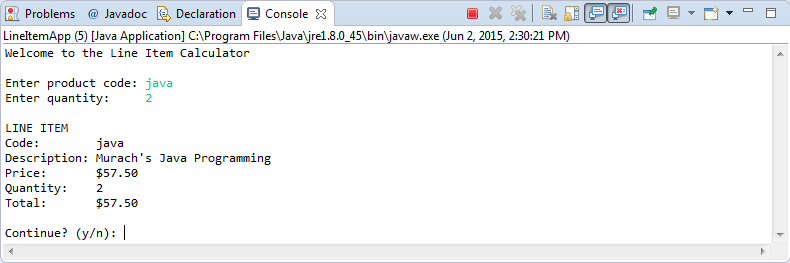 Problems @ Javadoc Declaration Console
LineItemApp (5) [Java Application] C:\Program Files\Java\jre1.8.0_45\bin\javaw.exe (Jun 2, 2015, 2:30:21 PM)
Welcome to the Line Item Calculator
Enter product code: java
Enter quantity: 2
LINE ITEM
Code: java
Description: Murach's Java Programming
Price: $57.50
Quantity: 2
Total: $57.50
Continue? (y/n):